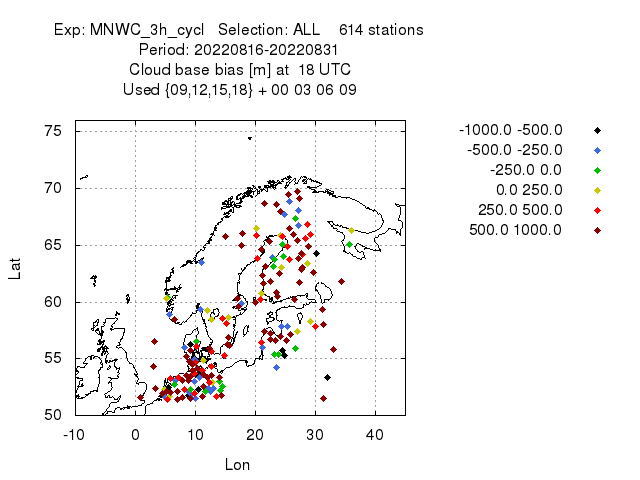 Exp: MNWC_3h_cycl Selection: ALL 614 stations
Period: 20220816-20220831
Cloud base bias [m] at 18 UTC
Used {09,12,15,18} + 00 03 06 09
75
70
65
60
55
50
Lat
-10 0 10 20 30 40
Lon
-1000.0 -500.0
-500.0 -250.0
-250.0 0.0
0.0 250.0
250.0 500.0
500.0 1000.0